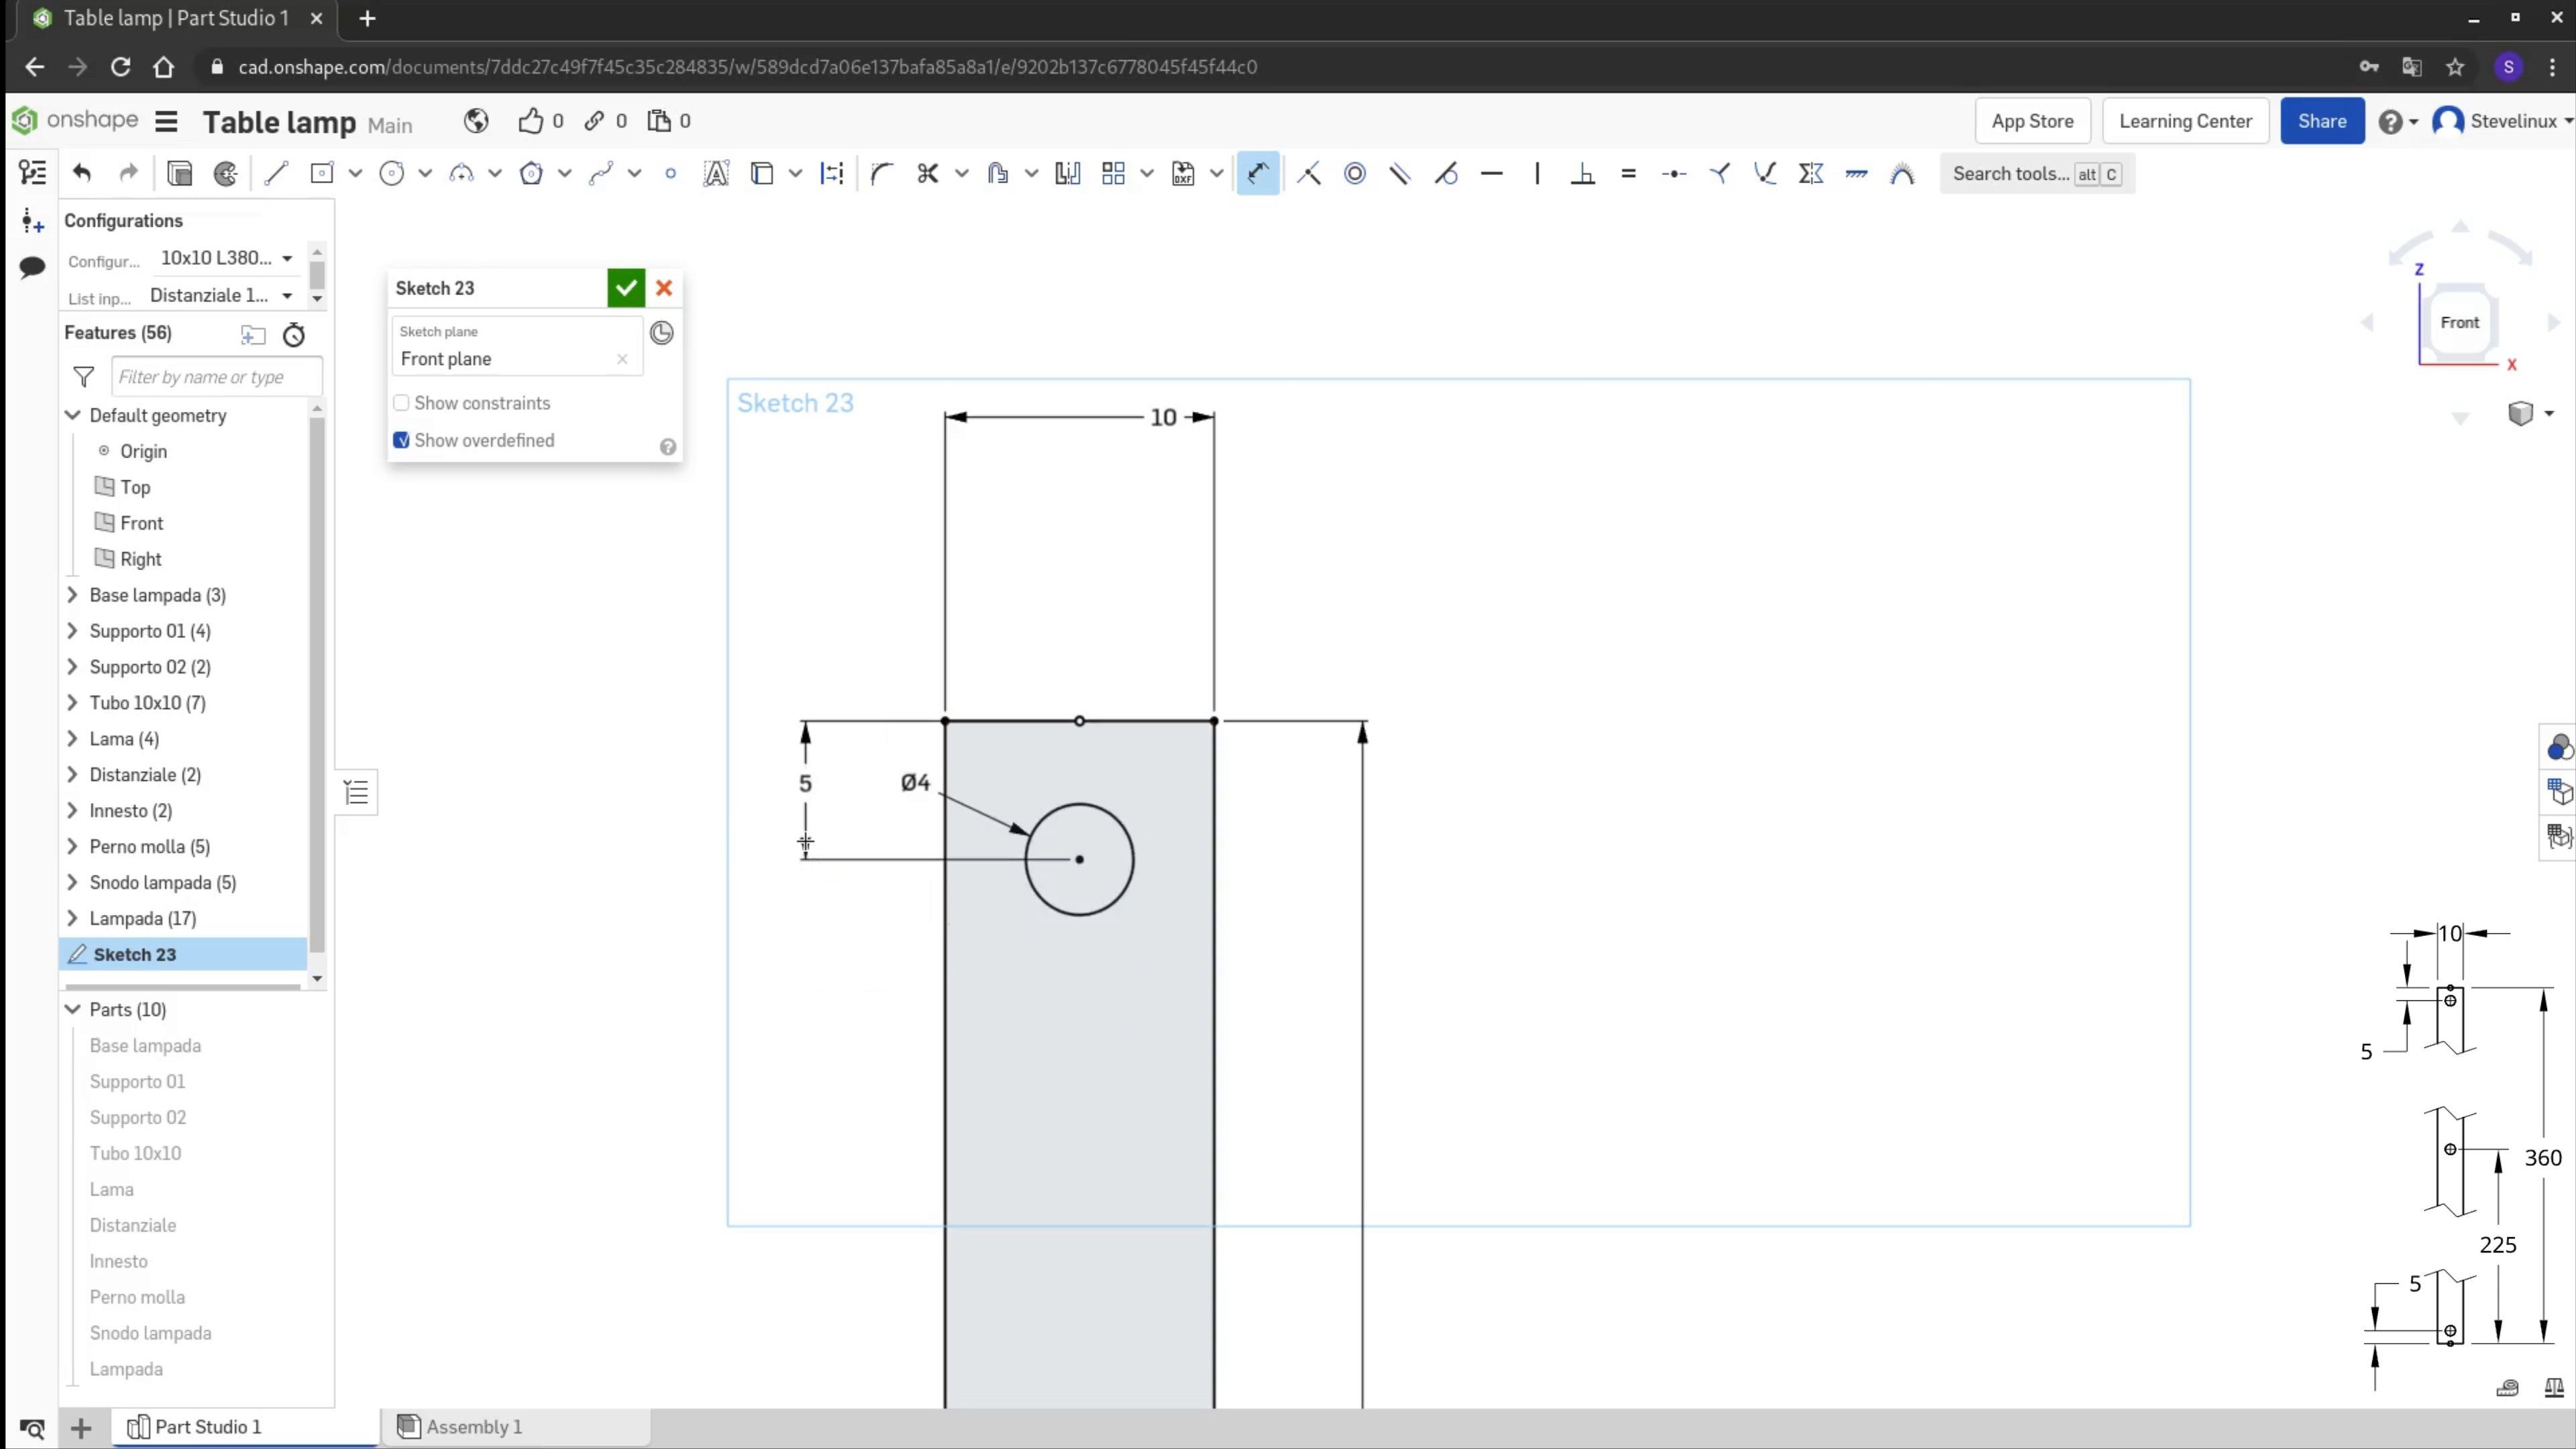 Table lamp | Part Studio 1
cad.onshape.com/documents/7ddc27c49f7f45c35c284835/w/589dcd7a06e137bafa85a8a1/e/9202b137c6778045f45f44c0
S
onshape
Table lamp Main
0 0 0
App Store
Learning Center
Share
Stevelinux
Search tools... alt C
Configurations
Configur... 10x10 L380...
List inp... Distanziale 1...
Features (56)
Filter by name or type
Default geometry
Origin
Top
Front
Right
Base lampada (3)
Supporto 01 (4)
Supporto 02 (2)
Tubo 10x10 (7)
Lama (4)
Distanziale (2)
Innesto (2)
Perno molla (5)
Snodo lampada (5)
Lampada (17)
Sketch 23
Parts (10)
Base lampada
Supporto 01
Supporto 02
Tubo 10x10
Lama
Distanziale
Innesto
Perno molla
Snodo lampada
Lampada
Sketch 23
Sketch plane
Front plane
Show constraints
Show overdefined
Sketch 23
10
5
Ø4
Z
Front
X
10
5
360
225
5
Part Studio 1
Assembly 1